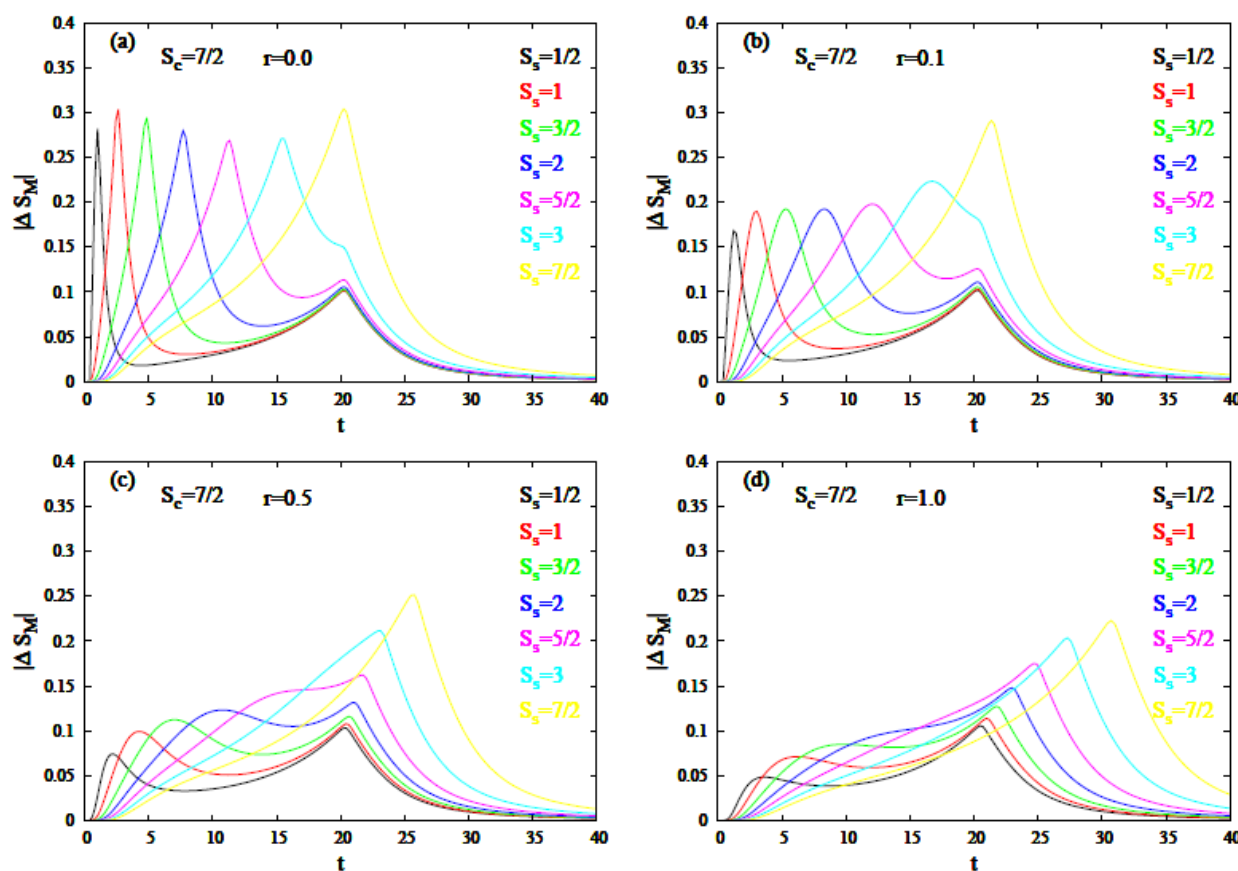 (a) S_c=7/2 r=0.0
S_s=1/2
S_s=1
S_s=3/2
S_s=2
S_s=5/2
S_s=3
S_s=7/2
|Δ S_M|
0.4
0.35
0.3
0.25
0.2
0.15
0.1
0.05
0
0 5 10 15 20 25 30 35 40
t
(b) S_c=7/2 r=0.1
S_s=1/2
S_s=1
S_s=3/2
S_s=2
S_s=5/2
S_s=3
S_s=7/2
|Δ S_M|
0.4
0.35
0.3
0.25
0.2
0.15
0.1
0.05
0
0 5 10 15 20 25 30 35 40
t
(c) S_c=7/2 r=0.5
S_s=1/2
S_s=1
S_s=3/2
S_s=2
S_s=5/2
S_s=3
S_s=7/2
|Δ S_M|
0.4
0.35
0.3
0.25
0.2
0.15
0.1
0.05
0
0 5 10 15 20 25 30 35 40
t
(d) S_c=7/2 r=1.0
S_s=1/2
S_s=1
S_s=3/2
S_s=2
S_s=5/2
S_s=3
S_s=7/2
|Δ S_M|
0.4
0.35
0.3
0.25
0.2
0.15
0.1
0.05
0
0 5 10 15 20 25 30 35 40
t